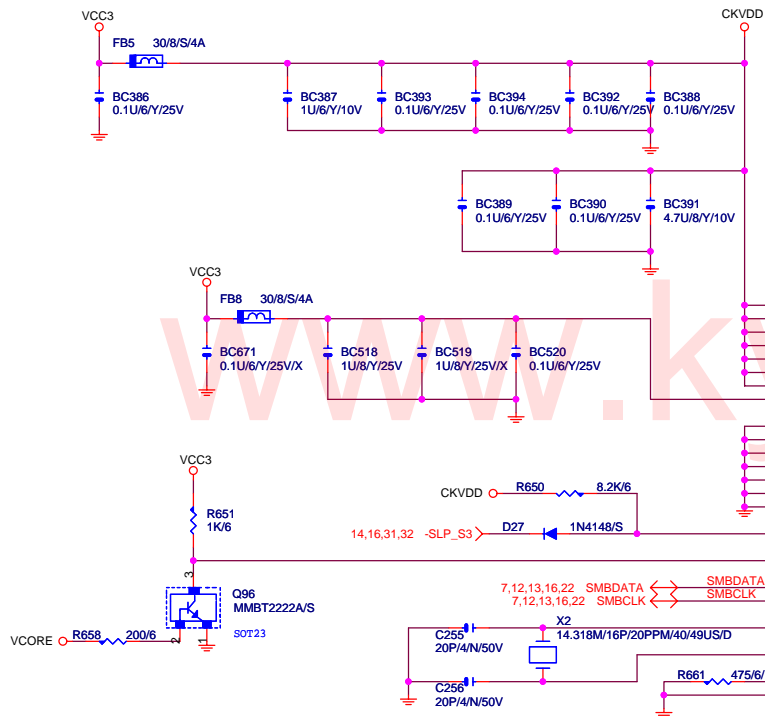 VCC3
CKVDD
FB5 30/8/S/4A
BC386
0.1U/6/Y/25V
BC387
1U/6/Y/10V
BC393
0.1U/6/Y/25V
BC394
0.1U/6/Y/25V
BC392
0.1U/6/Y/25V
BC388
0.1U/6/Y/25V
BC389
0.1U/6/Y/25V
BC390
0.1U/6/Y/25V
BC391
4.7U/8/Y/10V
VCC3
FB8 30/8/S/4A
BC671
0.1U/6/Y/25V/X
BC518
1U/8/Y/25V
BC519
1U/8/Y/25V/X
BC520
0.1U/6/Y/25V
www.k
VCC3
R651
1K/6
CKVDD
R650 8.2K/6
14,16,31,32 -SLP_S3
D27 1N4148/S
3
Q96
MMBT2222A/S
SOT23
VCORE
R658 200/6
2
1
7,12,13,16,22 SMBDATA
SMBDATA
7,12,13,16,22 SMBCLK
SMBCLK
C255
20P/4/N/50V
X2
14.318M/16P/20PPM/40/49US/D
C256
20P/4/N/50V
R661 475/6/